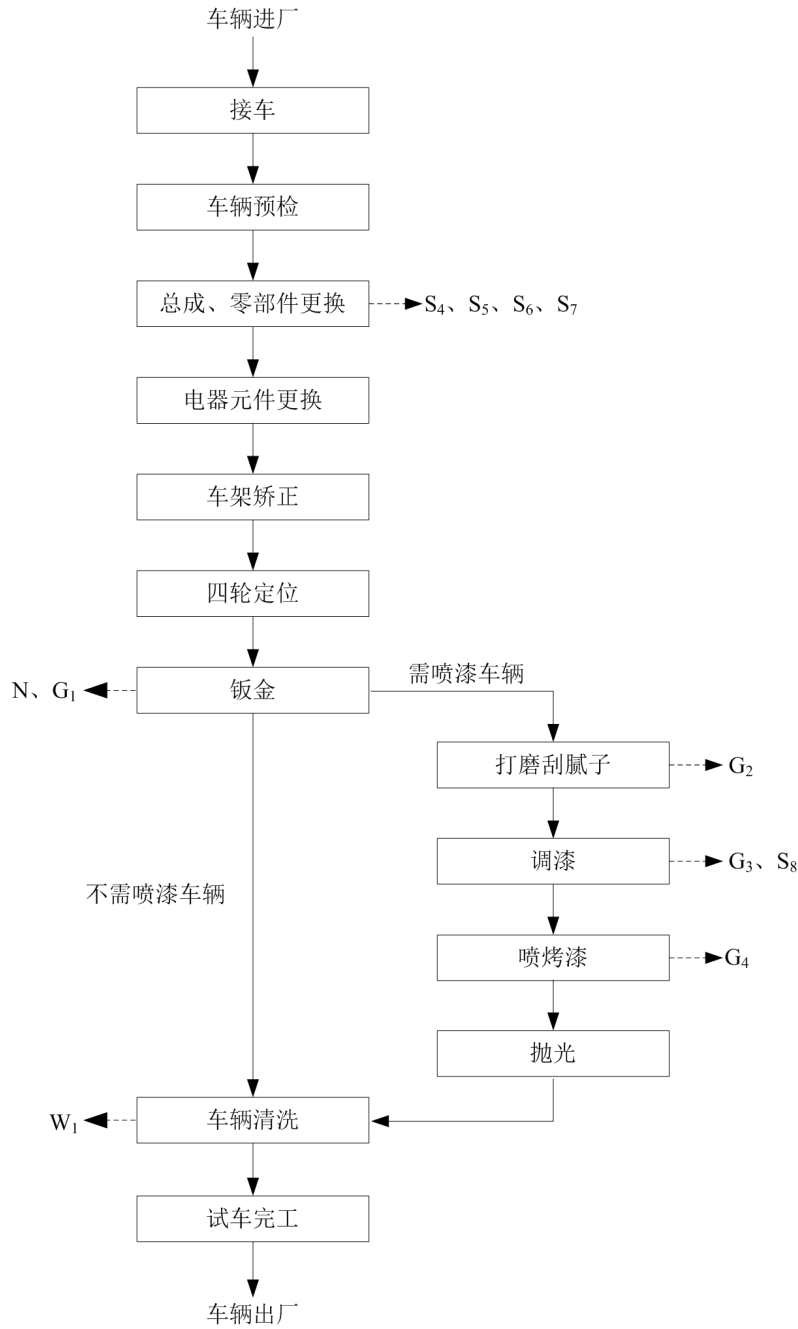 车辆进厂
接车
车辆预检
总成、零部件更换
S₄、S₅、S₆、S₇
电器元件更换
车架矫正
四轮定位
N、G₁
钣金
需喷漆车辆
打磨刮腻子
G₂
调漆
G₃、S₈
不需喷漆车辆
喷烤漆
G₄
抛光
W₁
车辆清洗
试车完工
车辆出厂